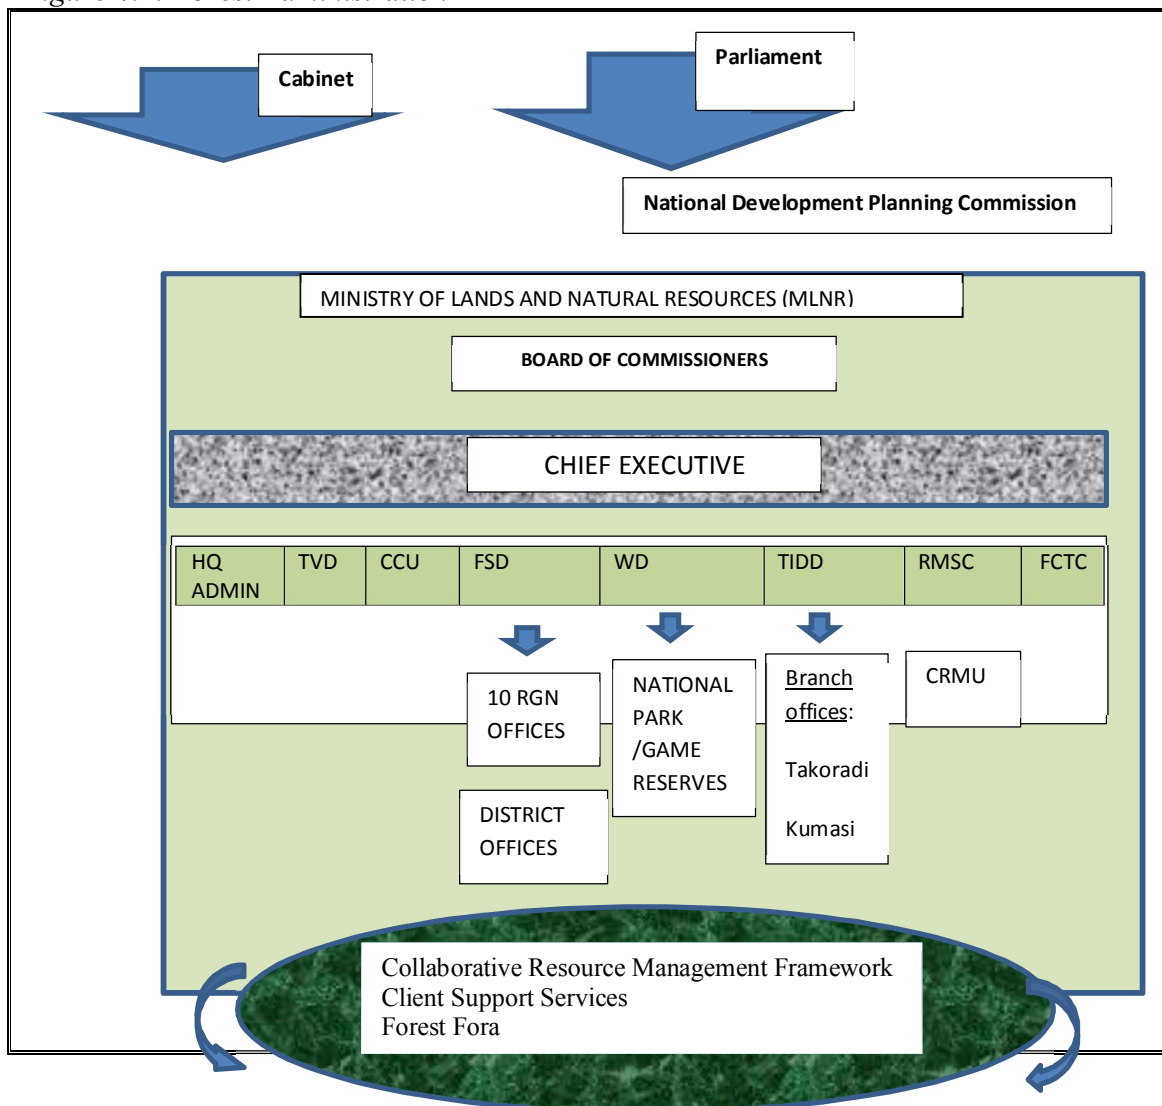 Cabinet
Parliament
National Development Planning Commission
MINISTRY OF LANDS AND NATURAL RESOURCES (MLNR)
BOARD OF COMMISSIONERS
CHIEF EXECUTIVE
HQ
ADMIN
TVD
CCU
FSD
WD
TIDD
RMSC
FCTC
10 RGN
OFFICES
DISTRICT
OFFICES
NATIONAL
PARK
/GAME
RESERVES
Branch
offices:
Takoradi
Kumasi
CRMU
Collaborative Resource Management Framework
Client Support Services
Forest Fora